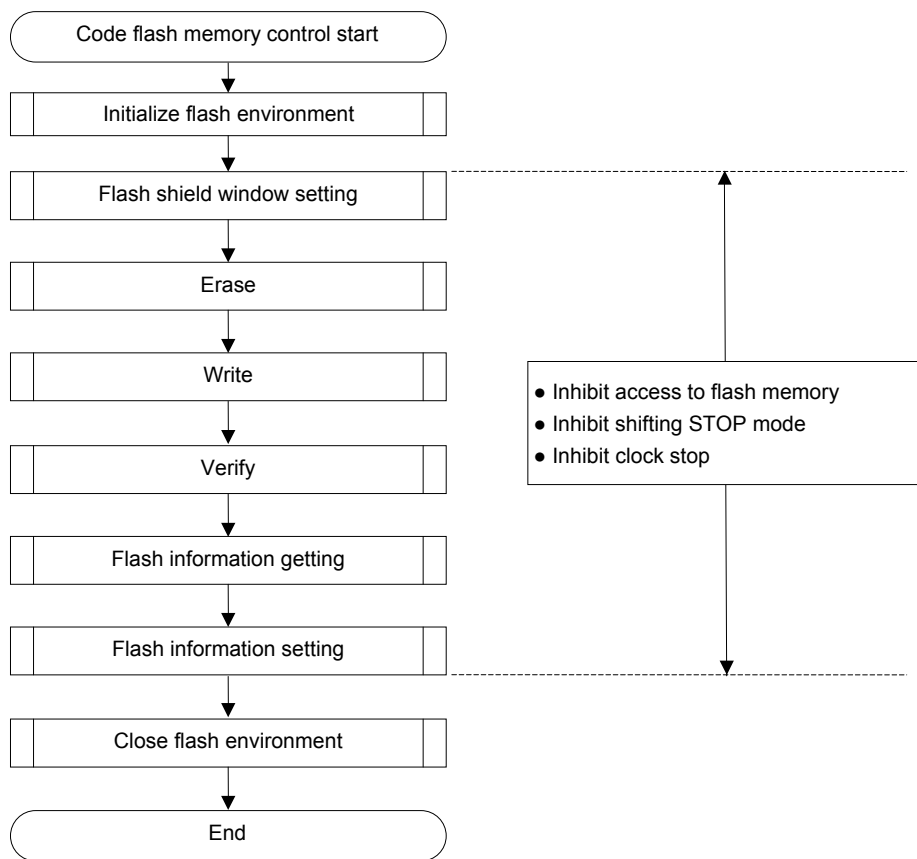 Code flash memory control start
Initialize flash environment
Flash shield window setting
Erase
Write
Verify
Flash information getting
Flash information setting
Close flash environment
End
● Inhibit access to flash memory
● Inhibit shifting STOP mode
● Inhibit clock stop